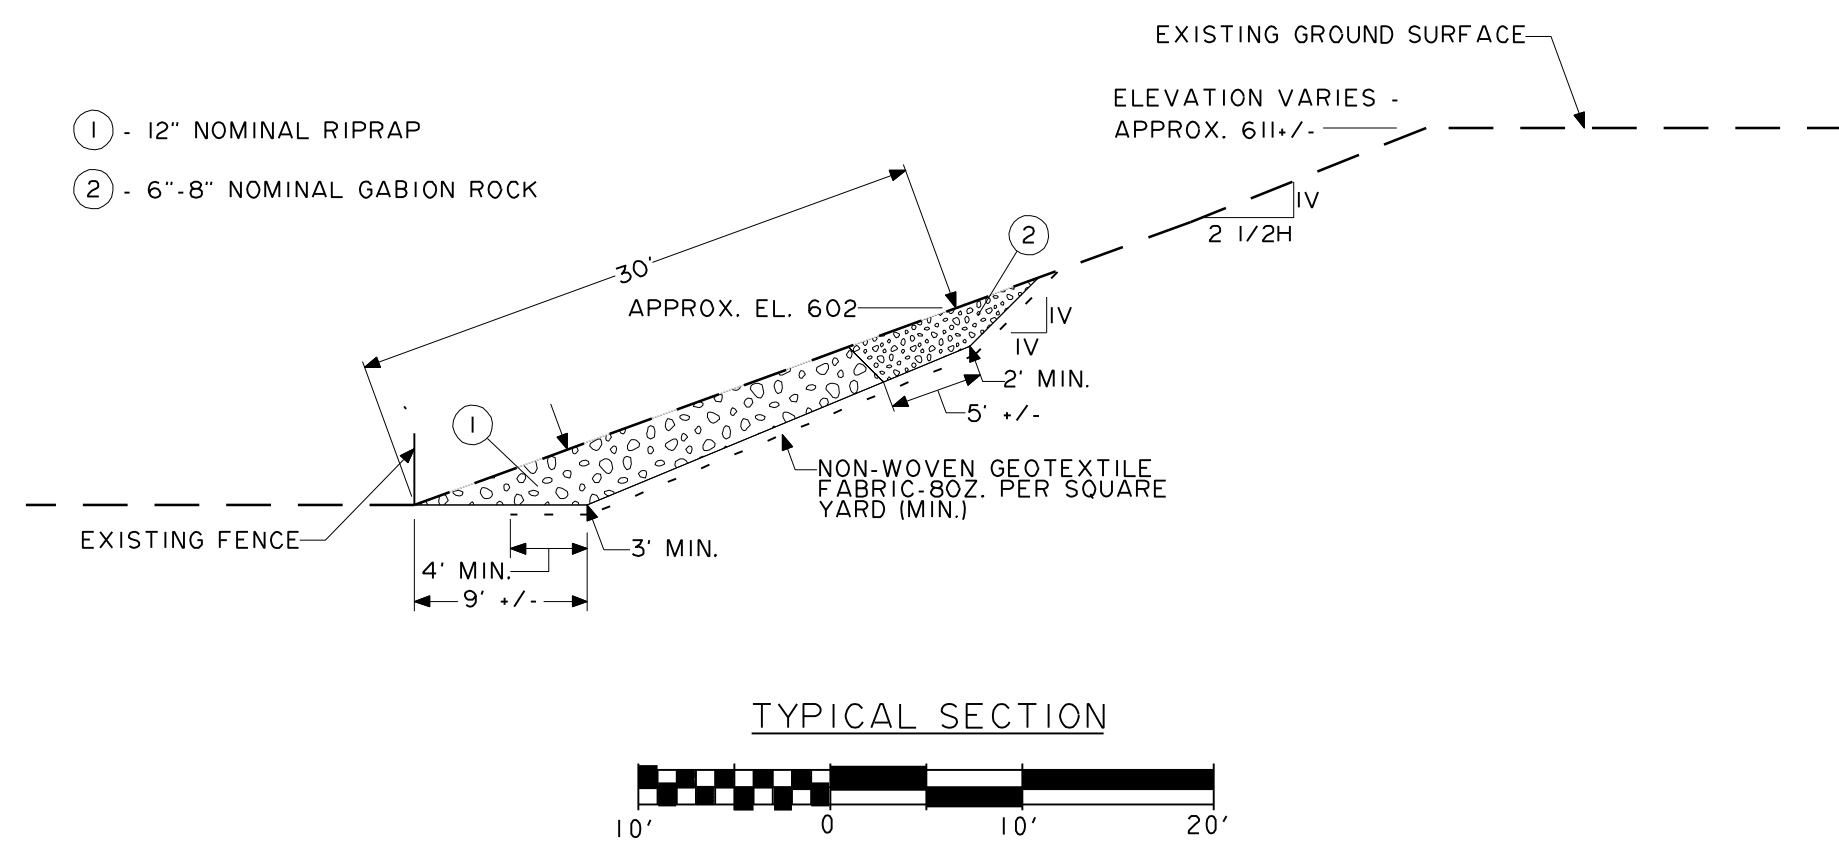 EXISTING GROUND SURFACE
ELEVATION VARIES -
APPROX. 611+/-
1 - 12" NOMINAL RIPRAP
2 - 6"-8" NOMINAL GABION ROCK
1V
2 1/2H
2
30'
APPROX. EL. 602
1V
1V
2' MIN.
5' +/-
1
NON-WOVEN GEOTEXTILE
FABRIC-8OZ. PER SQUARE
YARD (MIN.)
EXISTING FENCE
3' MIN.
4' MIN.
9' +/-
TYPICAL SECTION
10' 0 10' 20'